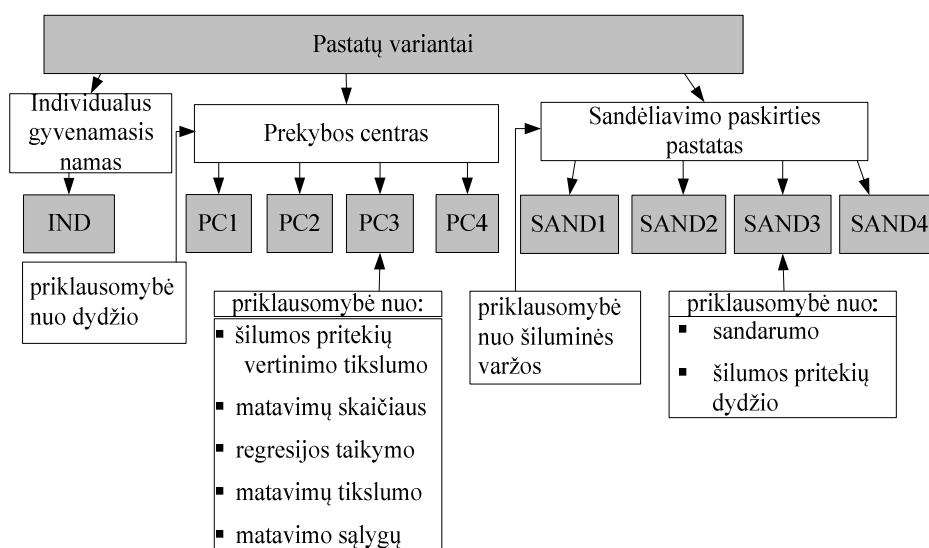 Pastatų variantai
Individualus
gyvenamasis
namas
Prekybos centras
Sandėliavimo paskirties
pastatas
IND
PC1
PC2
PC3
PC4
SAND1
SAND2
SAND3
SAND4
priklausomybė
nuo dydžio
priklausomybė nuo:
▪ šilumos pritekių
vertinimo tikslumo
▪ matavimų skaičiaus
▪ regresijos taikymo
▪ matavimų tikslumo
▪ matavimo sąlygų
priklausomybė
nuo šiluminės
varžos
priklausomybė nuo:
▪ sandarumo
▪ šilumos pritekių
dydžio